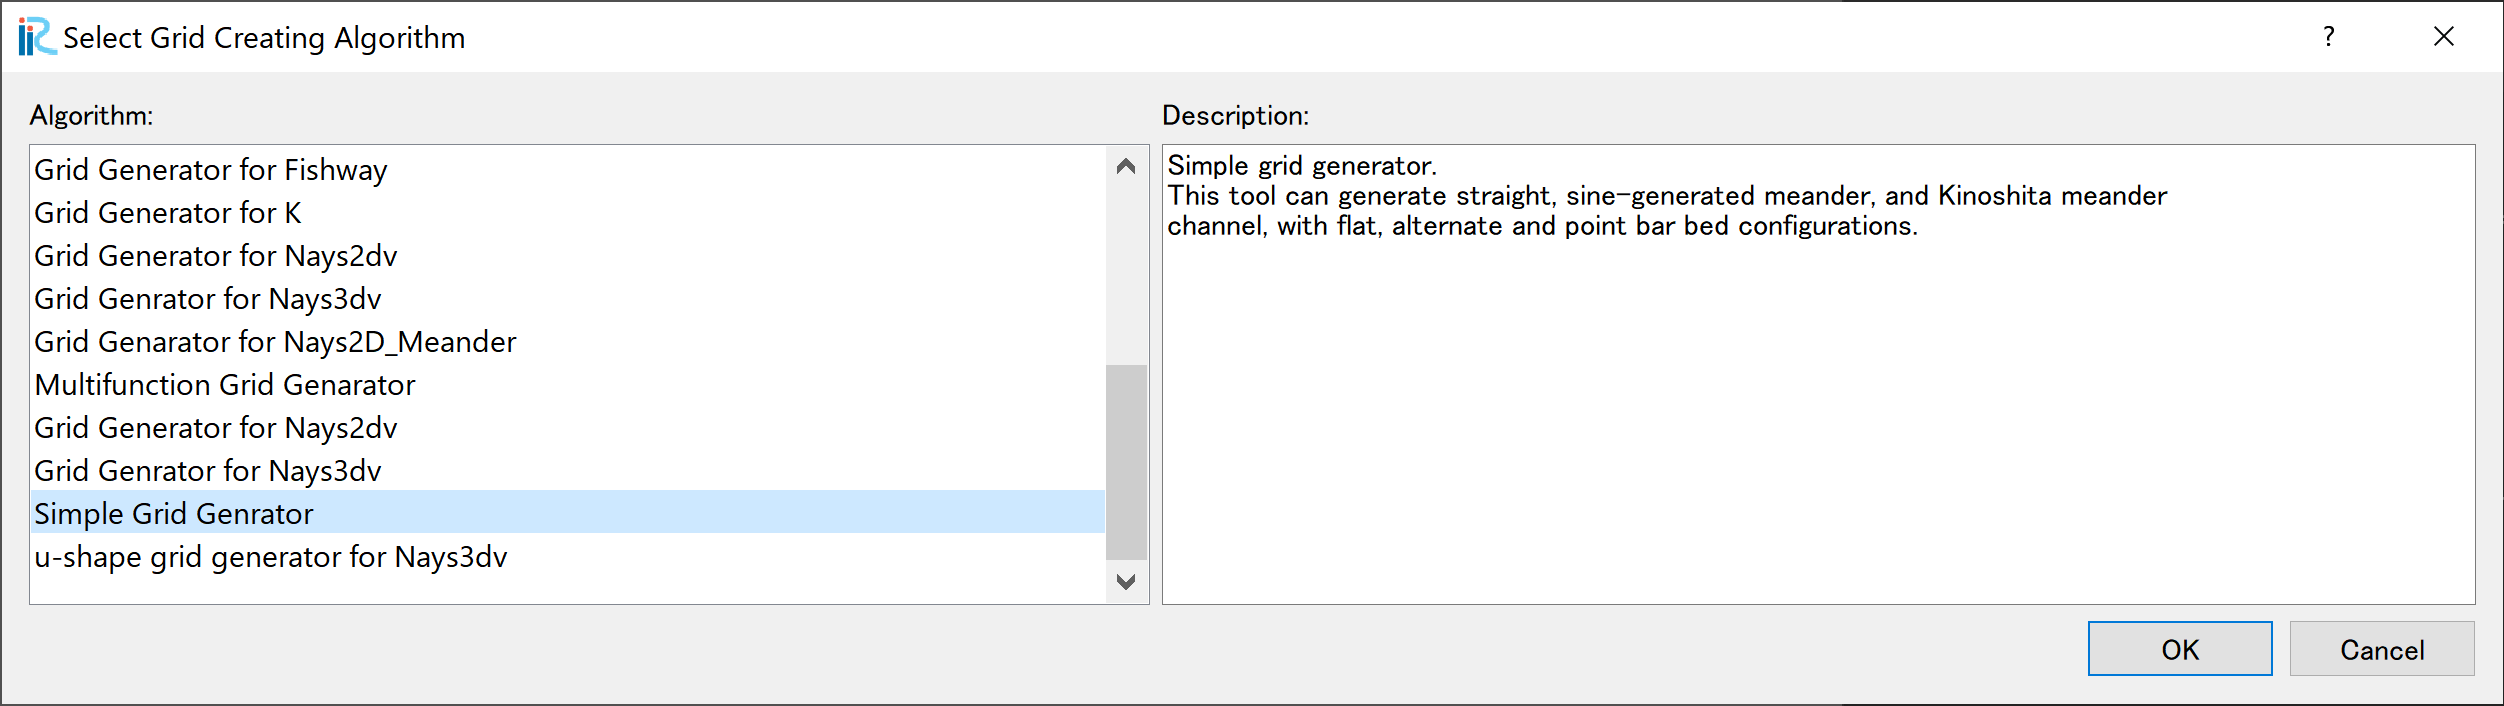 iRC Select Grid Creating Algorithm ?
Algorithm:
Grid Generator for Fishway
Grid Generator for K
Grid Generator for Nays2dv
Grid Genrator for Nays3dv
Grid Genarator for Nays2D_Meander
Multifunction Grid Genarator
Grid Generator for Nays2dv
Grid Genrator for Nays3dv
Simple Grid Genrator
u-shape grid generator for Nays3dv
Description:
Simple grid generator.
This tool can generate straight, sine-generated meander, and Kinoshita meander
channel, with flat, alternate and point bar bed configurations.
OK
Cancel